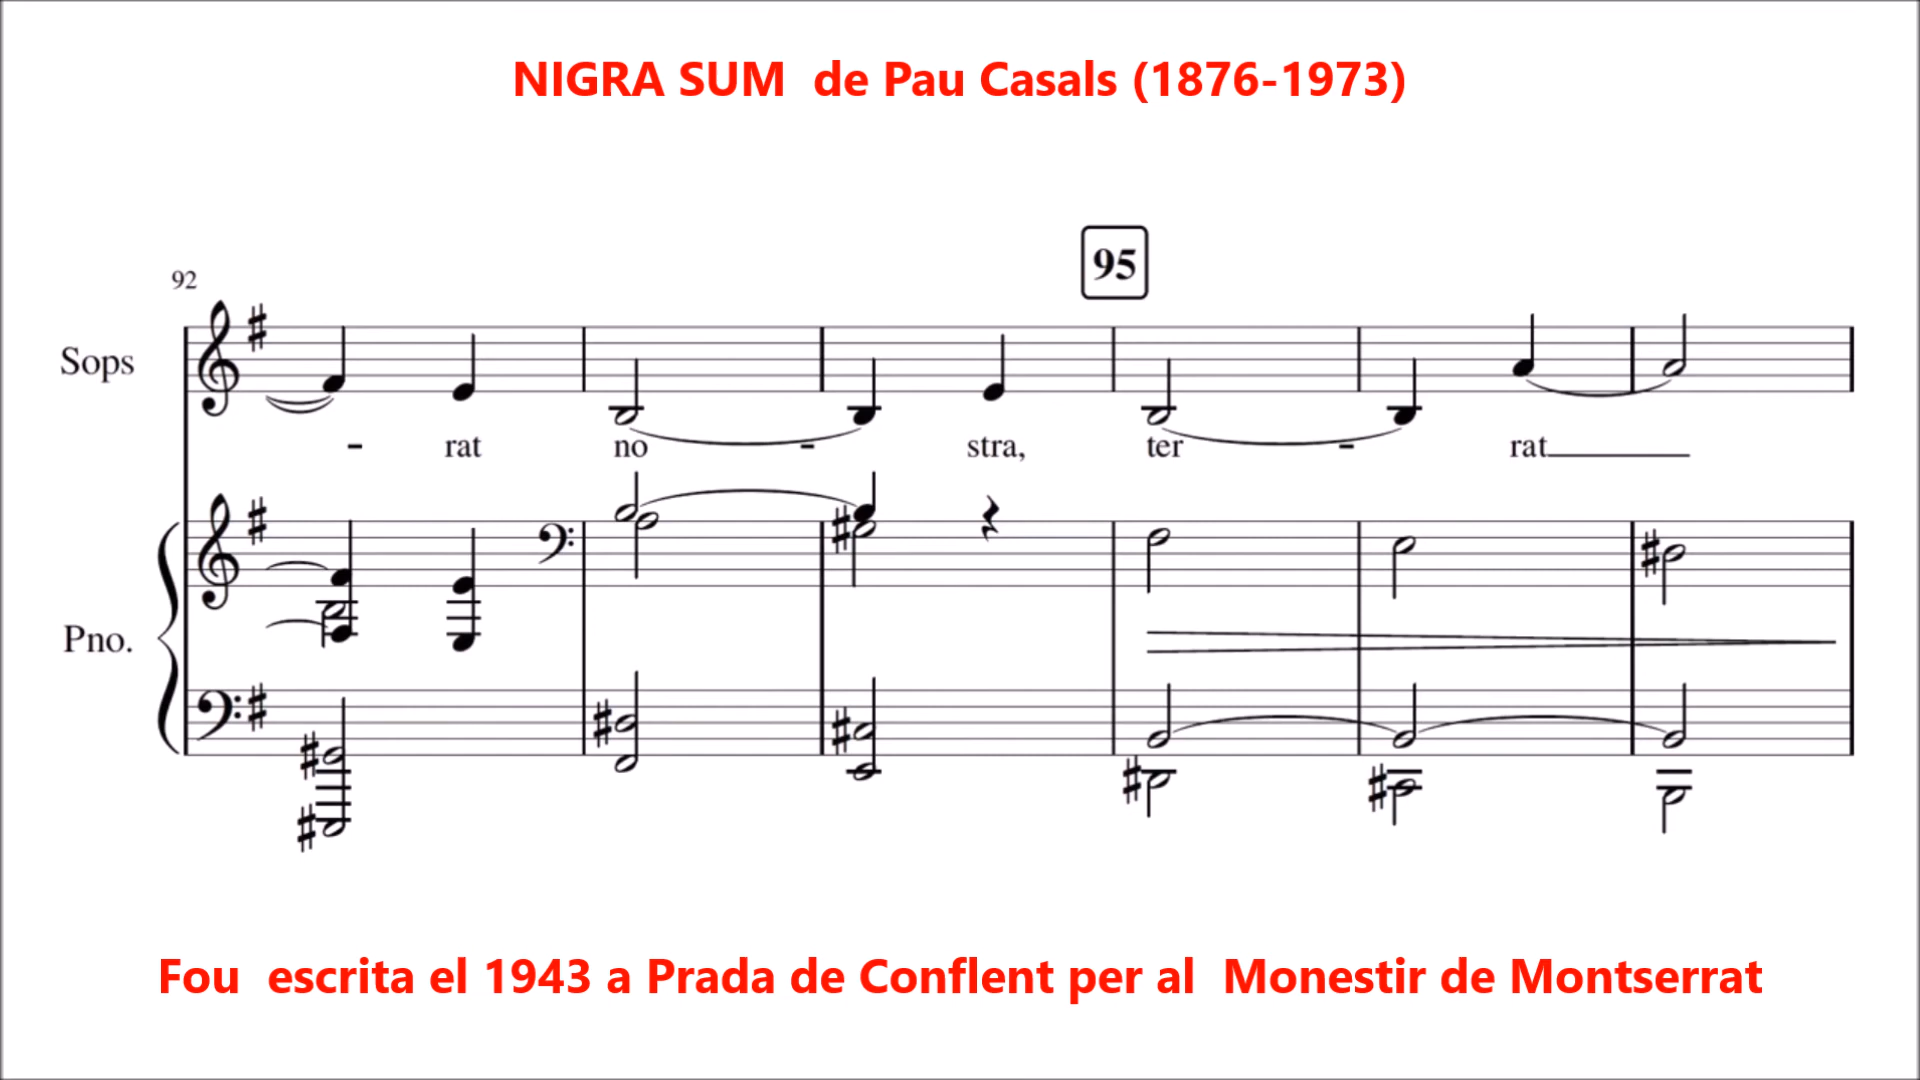 NIGRA SUM  de Pau Casals (1876-1973)
95
92
Sops
- rat no - stra, ter - rat
Pno.
Fou  escrita el 1943 a Prada de Conflent per al  Monestir de Montserrat